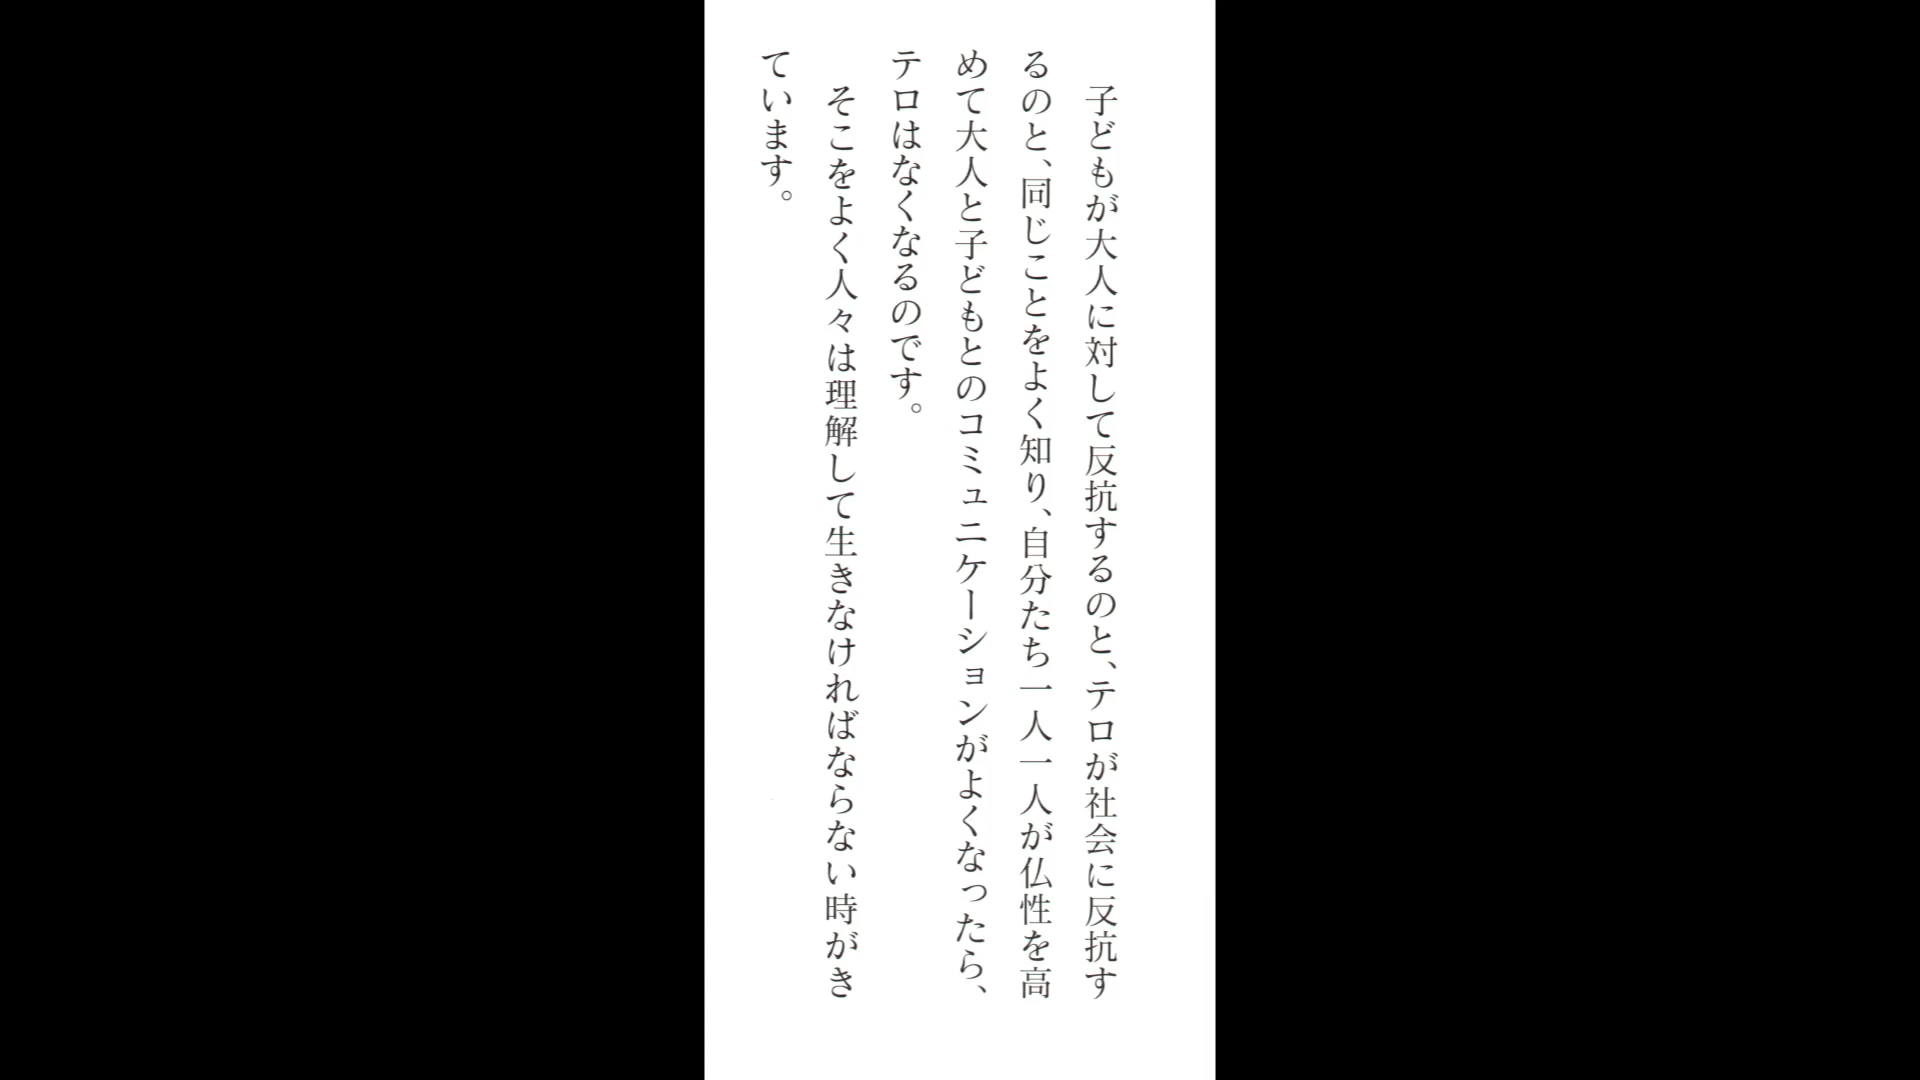 子どもが大人に対して反抗するのと、テロが社会に反抗す
るのと、同じことをよく知り、自分たち一人一人が仏性を高
めて大人と子どもとのコミュニケーションがよくなったら、
テロはなくなるのです。
そこをよく人々は理解して生きなければならない時がき
ています。